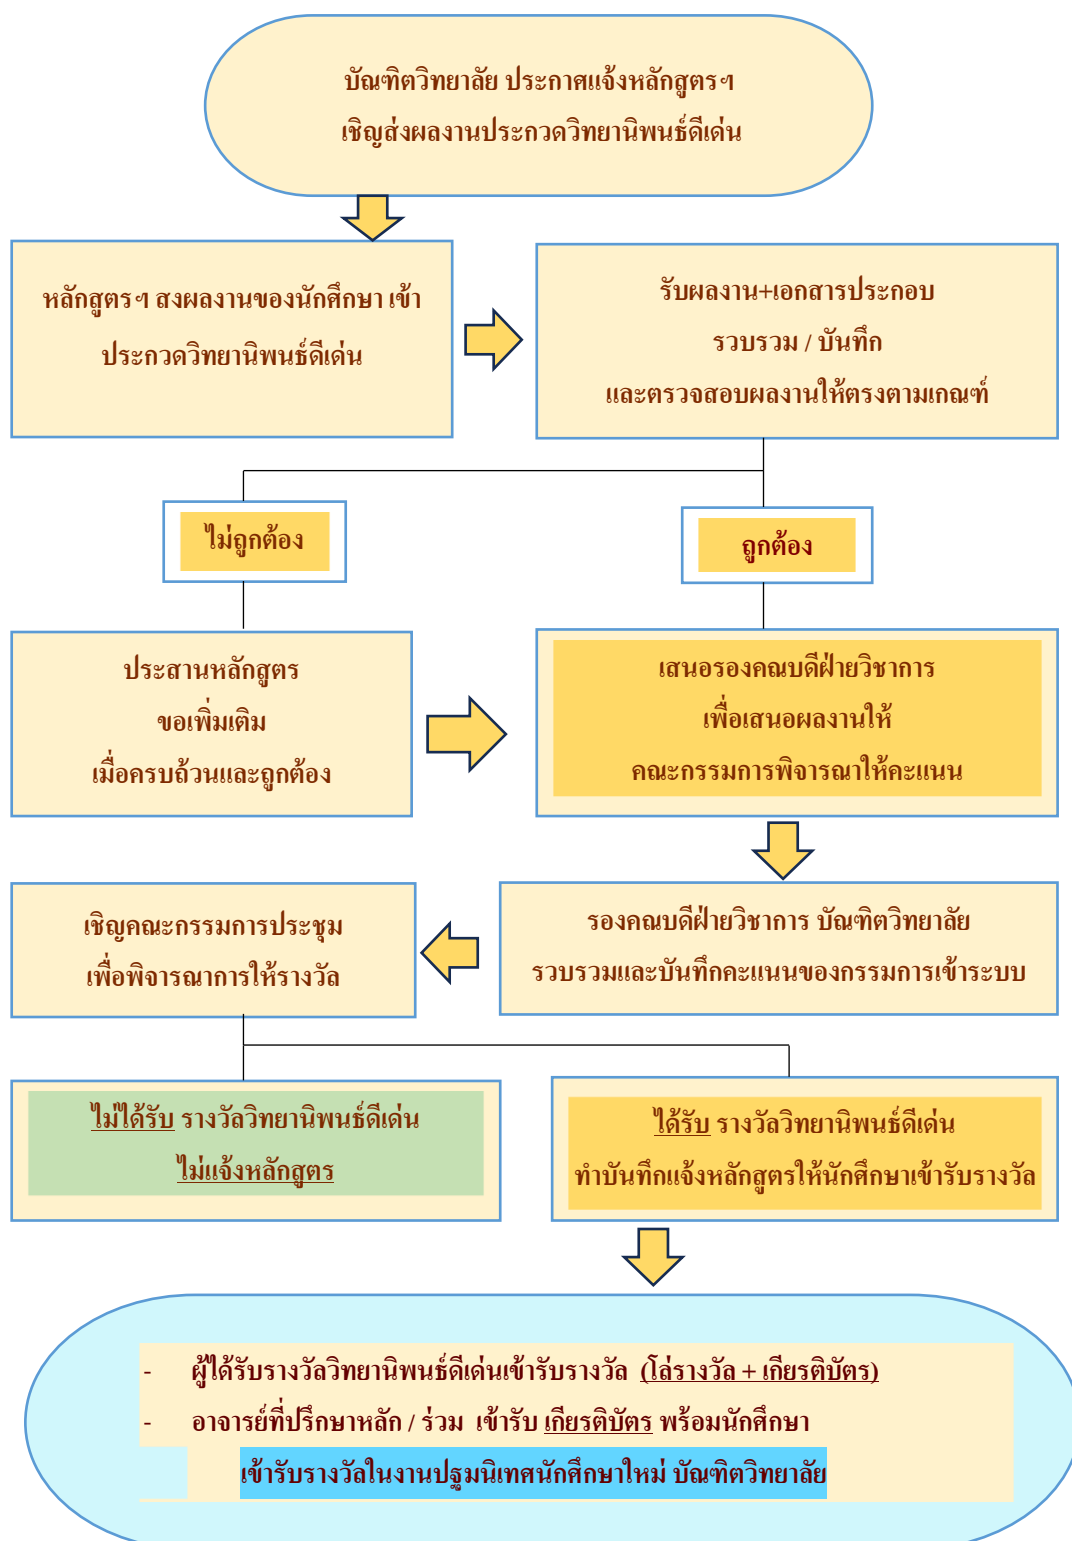 บัณฑิตวิทยาลัย ประกาศแจ้งหลักสูตรฯ
เชิญส่งผลงานประกวดวิทยานิพนธ์ดีเด่น
หลักสูตรฯ สงผลงานของนักศึกษา เข้า
ประกวดวิทยานิพนธ์ดีเด่น
รับผลงาน+เอกสารประกอบ
รวบรวม / บันทึก
และตรวจสอบผลงานให้ตรงตามเกณฑ์
ไม่ถูกต้อง
ถูกต้อง
ประสานหลักสูตร
ขอเพิ่มเติม
เมื่อครบถ้วนและถูกต้อง
เสนอรองคณบดีฝ่ายวิชาการ
เพื่อเสนอผลงานให้
คณะกรรมการพิจารณาให้คะแนน
รองคณบดีฝ่ายวิชาการ บัณฑิตวิทยาลัย
รวบรวมและบันทึกคะแนนของกรรมการเข้าระบบ
เชิญคณะกรรมการประชุม
เพื่อพิจารณาการให้รางวัล
ไม่ได้รับ รางวัลวิทยานิพนธ์ดีเด่น
ไม่แจ้งหลักสูตร
ได้รับ รางวัลวิทยานิพนธ์ดีเด่น
ทำบันทึกแจ้งหลักสูตรให้นักศึกษาเข้ารับรางวัล
- ผู้ได้รับรางวัลวิทยานิพนธ์ดีเด่นเข้ารับรางวัล (โล่รางวัล + เกียรติบัตร)
- อาจารย์ที่ปรึกษาหลัก / ร่วม เข้ารับ เกียรติบัตร พร้อมนักศึกษา
เข้ารับรางวัลในงานปฐมนิเทศนักศึกษาใหม่ บัณฑิตวิทยาลัย